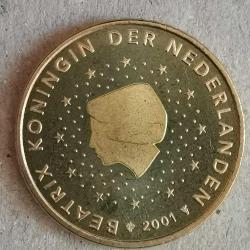 BEATRIX KONINGIN DER NEDERLANDEN
2001